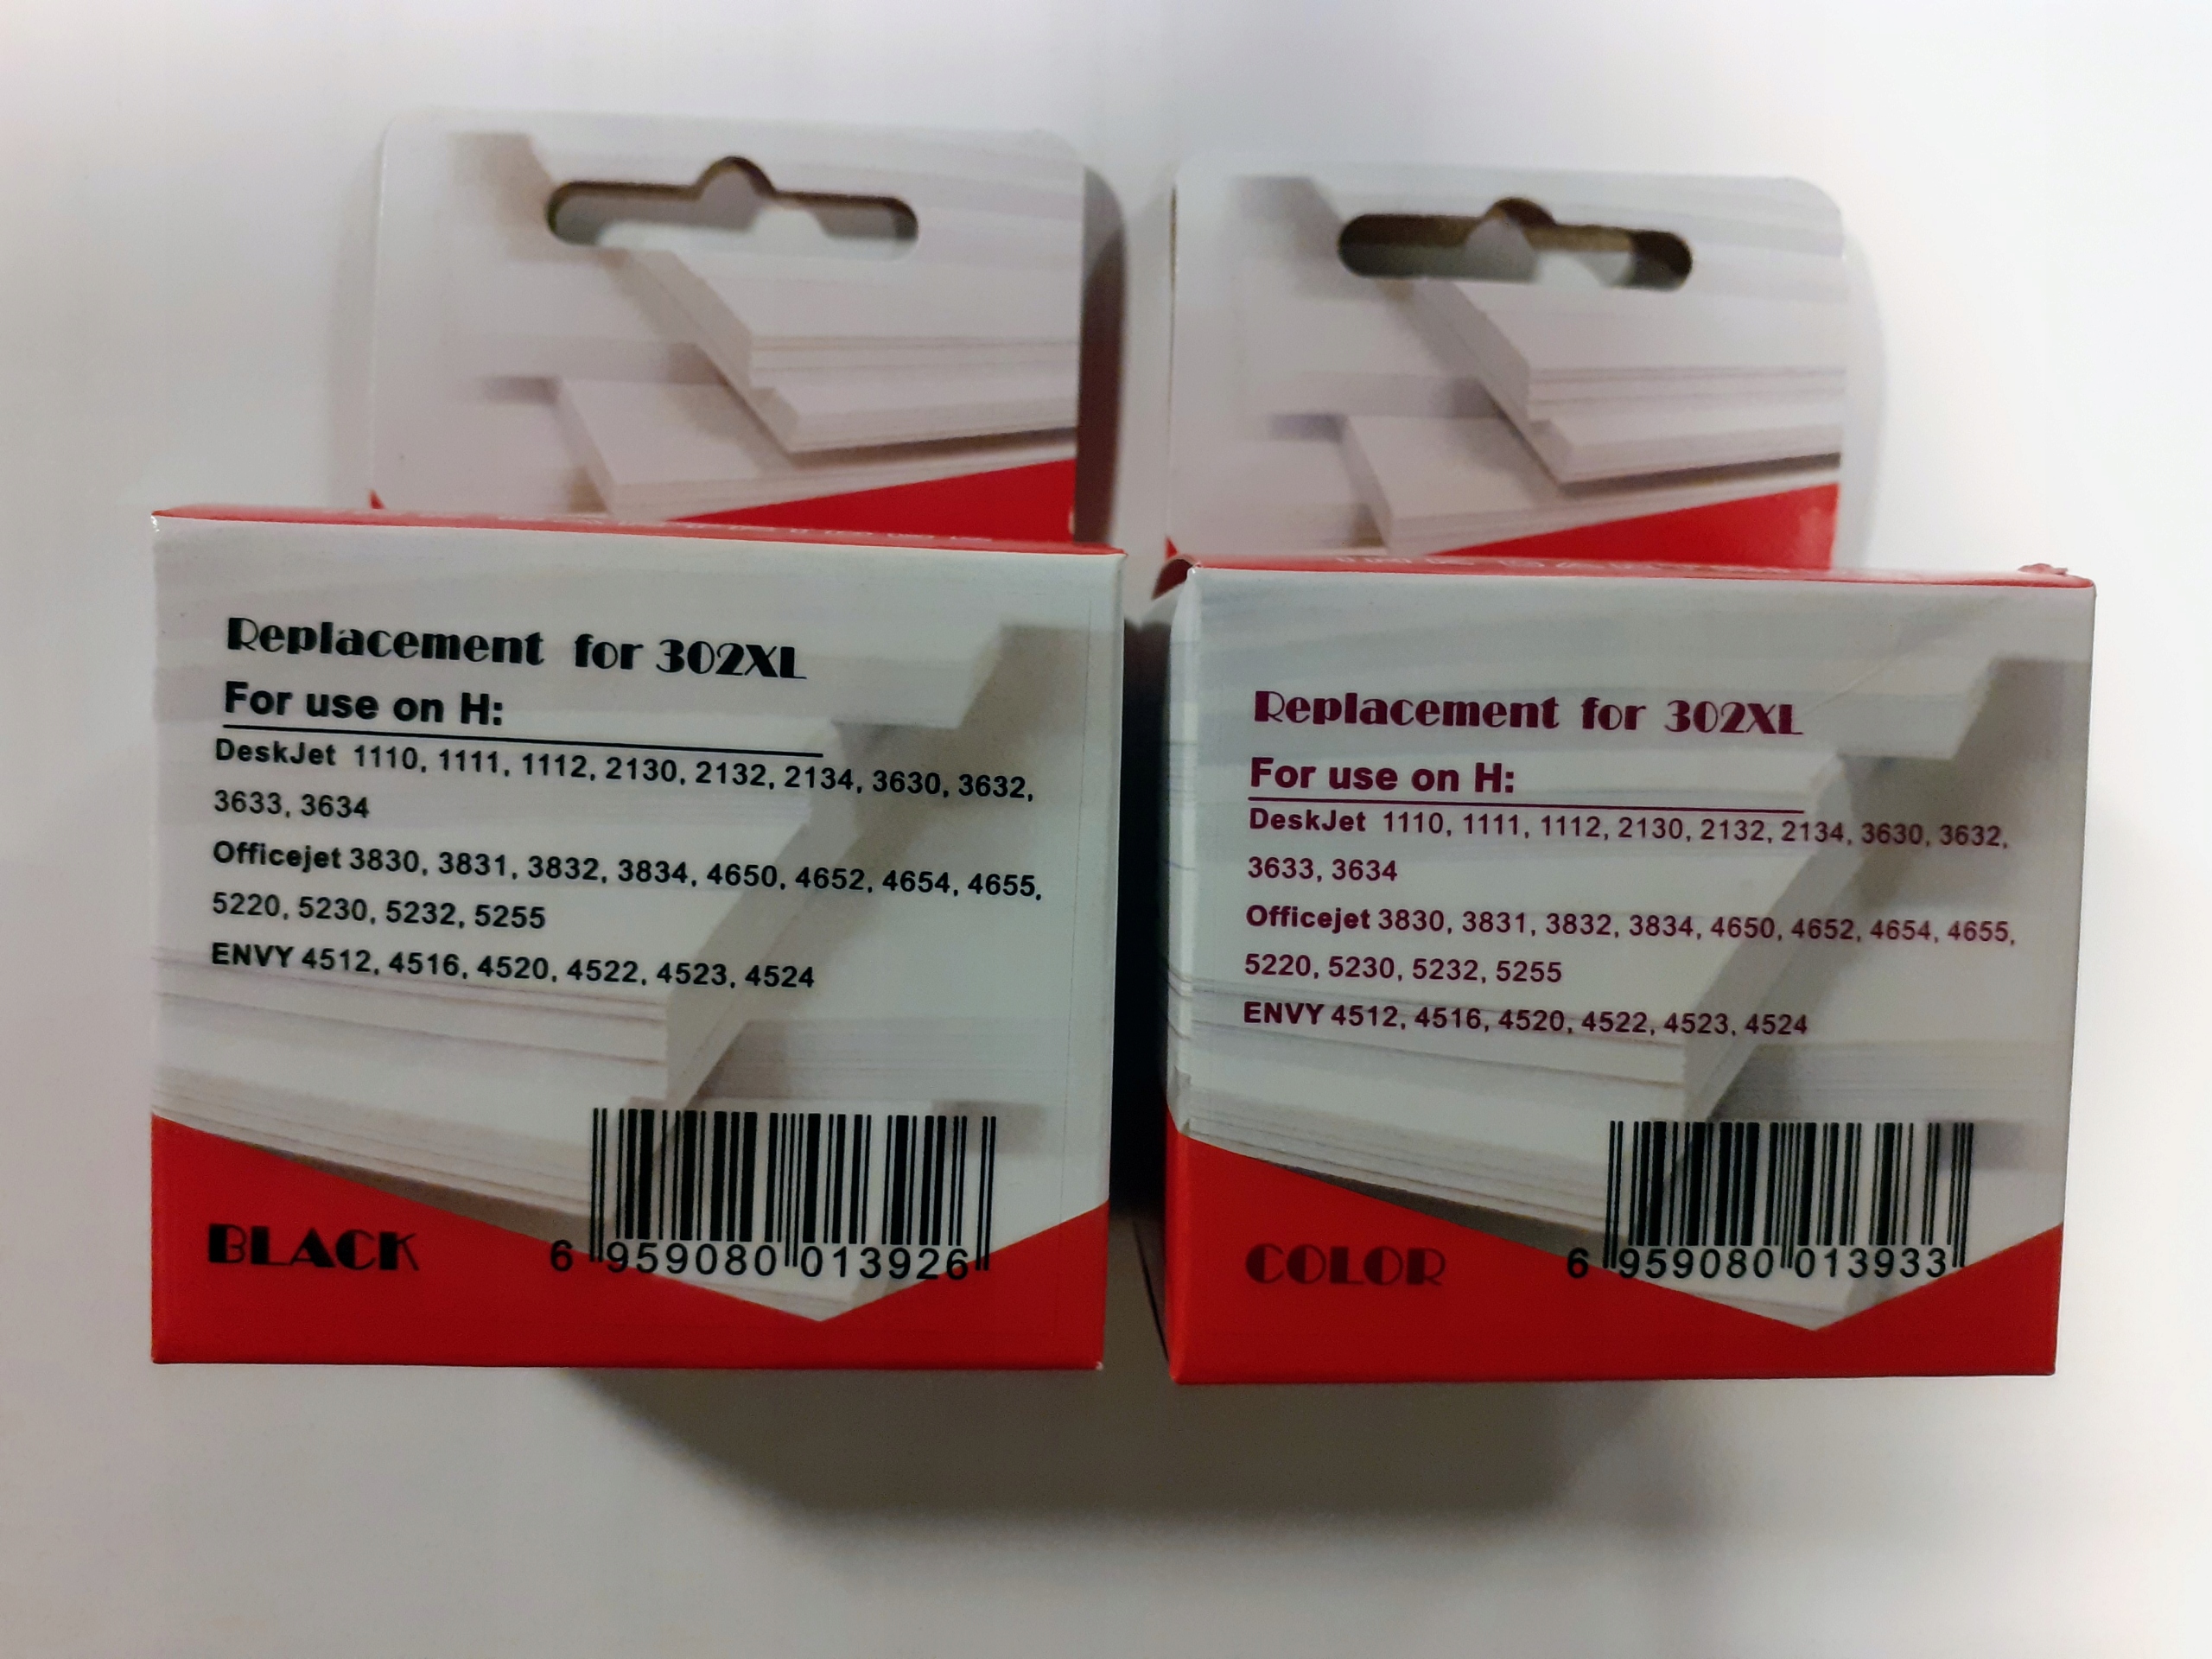 Replacement for 302XL
For use on H:
DeskJet 1110, 1111, 1112, 2130, 2132, 2134, 3630, 3632,
3633, 3634
Officejet 3830, 3831, 3832, 3834, 4650, 4652, 4654, 4655,
5220, 5230, 5232, 5255
ENVY 4512, 4516, 4520, 4522, 4523, 4524
BLACK
6 959080 013926
Replacement for 302XL
For use on H:
DeskJet 1110, 1111, 1112, 2130, 2132, 2134, 3630, 3632,
3633, 3634
Officejet 3830, 3831, 3832, 3834, 4650, 4652, 4654, 4655,
5220, 5230, 5232, 5255
ENVY 4512, 4516, 4520, 4522, 4523, 4524
COLOR
6 959080 013933